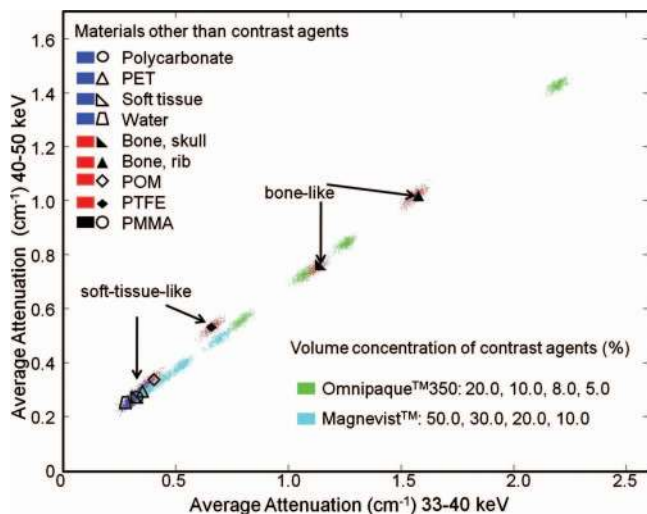 Materials other than contrast agents
Polycarbonate
PET
Soft tissue
Water
Bone, skull
Bone, rib
POM
PTFE
PMMA
bone-like
soft-tissue-like
Volume concentration of contrast agents (%)
Omnipaque™350: 20.0, 10.0, 8.0, 5.0
Magnevist™: 50.0, 30.0, 20.0, 10.0
Average Attenuation (cm⁻¹) 40-50 keV
1.6
1.4
1.2
1.0
0.8
0.6
0.4
0.2
0
0 0.5 1.0 1.5 2.0 2.5
Average Attenuation (cm⁻¹) 33-40 keV